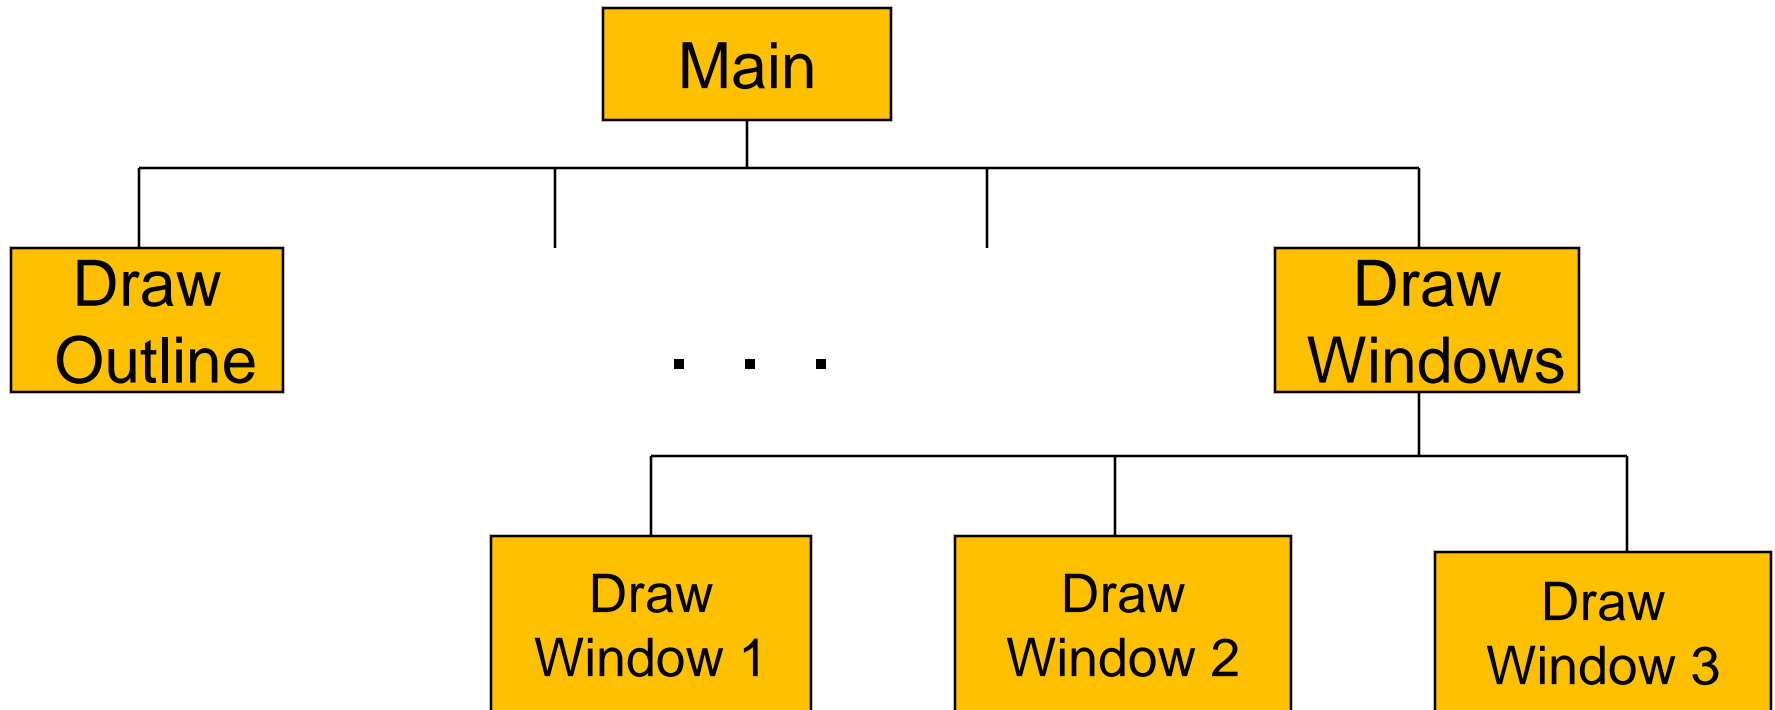 Main
Draw
Outline
. . .
Draw
Windows
Draw
Window 1
Draw
Window 2
Draw
Window 3